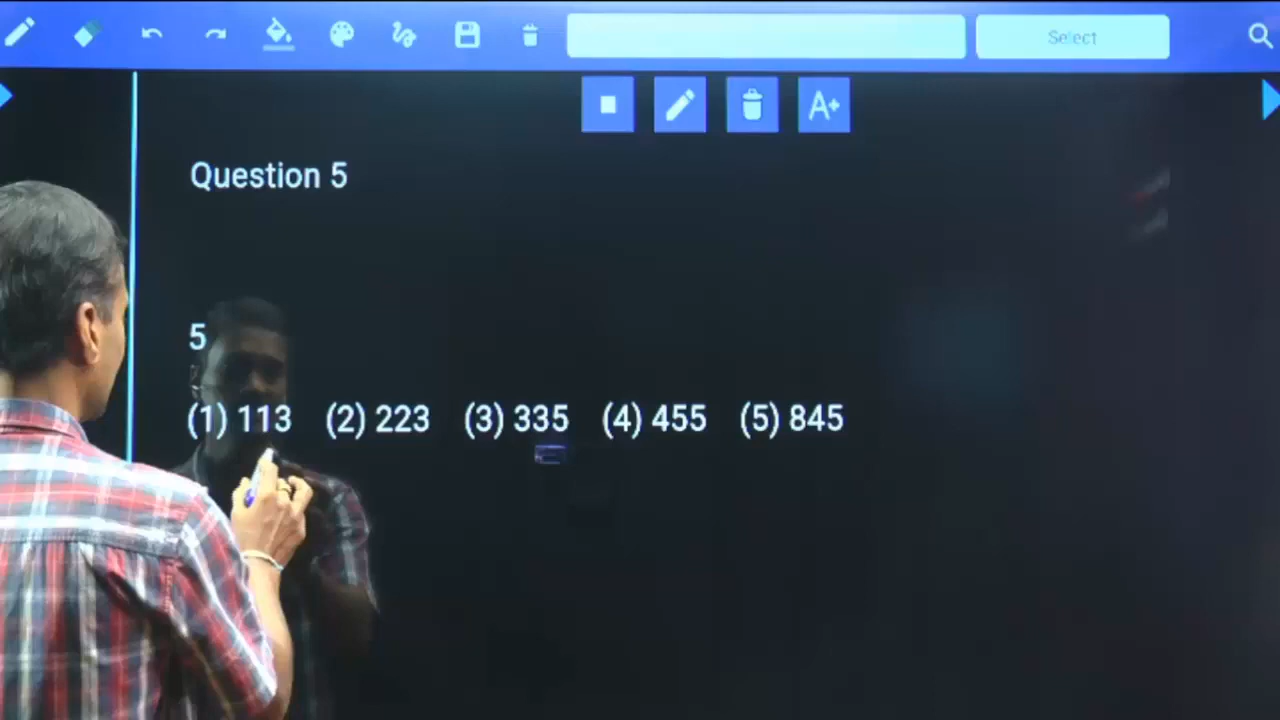 Select
A+
Question 5
5
(1) 113 (2) 223 (3) 335 (4) 455 (5) 845